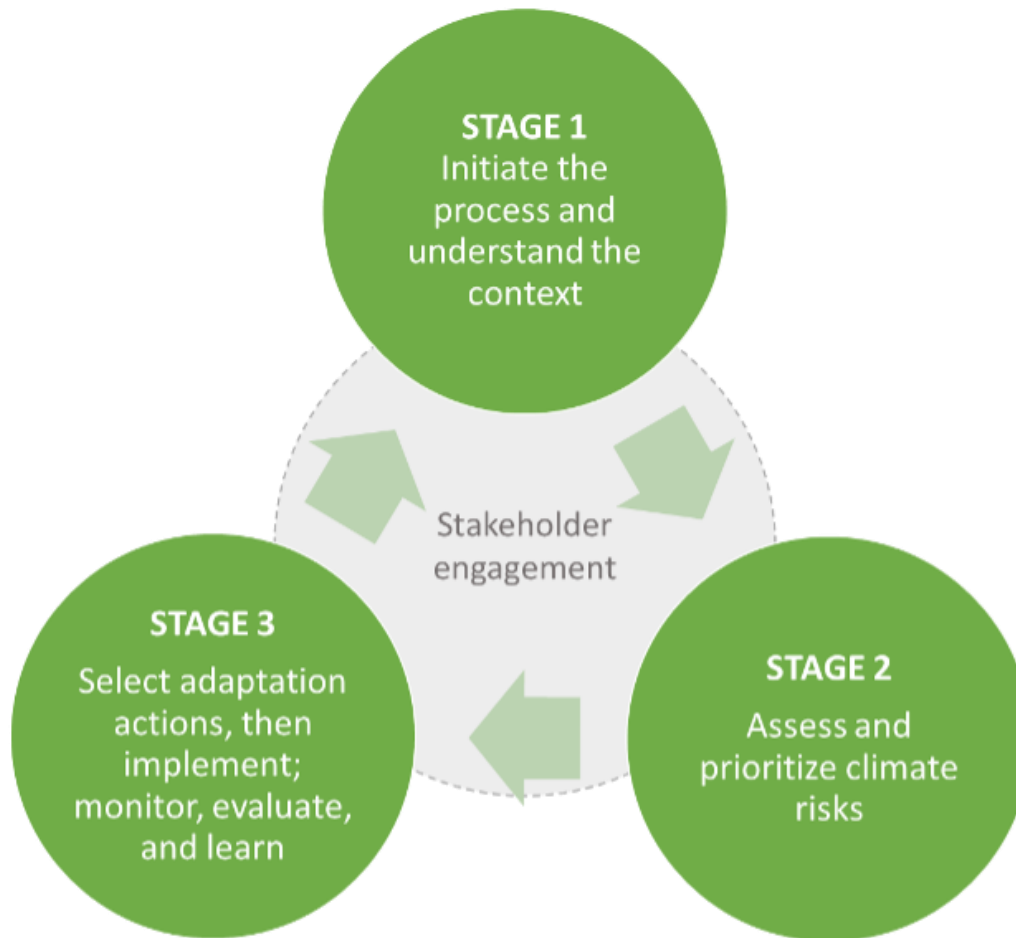 STAGE 1
Initiate the
process and
understand the
context
Stakeholder
engagement
STAGE 2
Assess and
prioritize climate
risks
STAGE 3
Select adaptation
actions, then
implement;
monitor, evaluate,
and learn